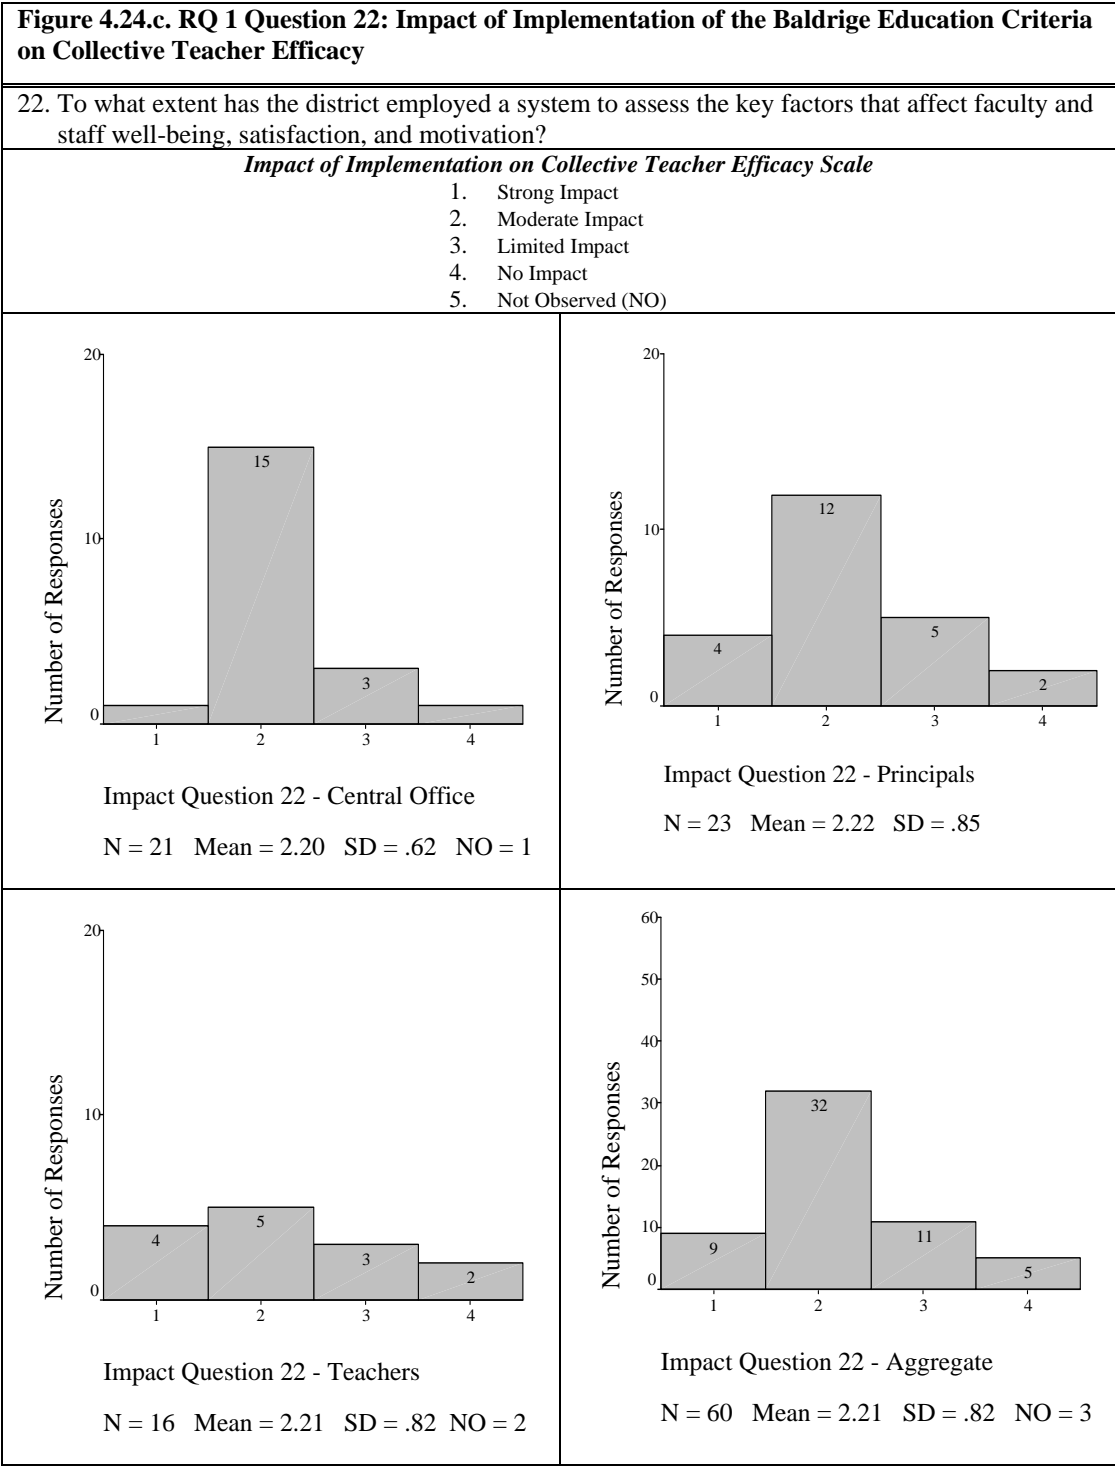 Figure 4.24.c. RQ 1 Question 22: Impact of Implementation of the Baldrige Education Criteria
on Collective Teacher Efficacy
22. To what extent has the district employed a system to assess the key factors that affect faculty and
staff well-being, satisfaction, and motivation?
Impact of Implementation on Collective Teacher Efficacy Scale
1. Strong Impact
2. Moderate Impact
3. Limited Impact
4. No Impact
5. Not Observed (NO)
Number of Responses
20
10
0
15
3
1 2 3 4
Impact Question 22 - Central Office
N = 21 Mean = 2.20 SD = .62 NO = 1
Number of Responses
20
10
0
4
12
5
2
1 2 3 4
Impact Question 22 - Principals
N = 23 Mean = 2.22 SD = .85
Number of Responses
20
10
0
4
5
3
2
1 2 3 4
Impact Question 22 - Teachers
N = 16 Mean = 2.21 SD = .82 NO = 2
Number of Responses
60
50
40
30
20
10
0
9
32
11
5
1 2 3 4
Impact Question 22 - Aggregate
N = 60 Mean = 2.21 SD = .82 NO = 3